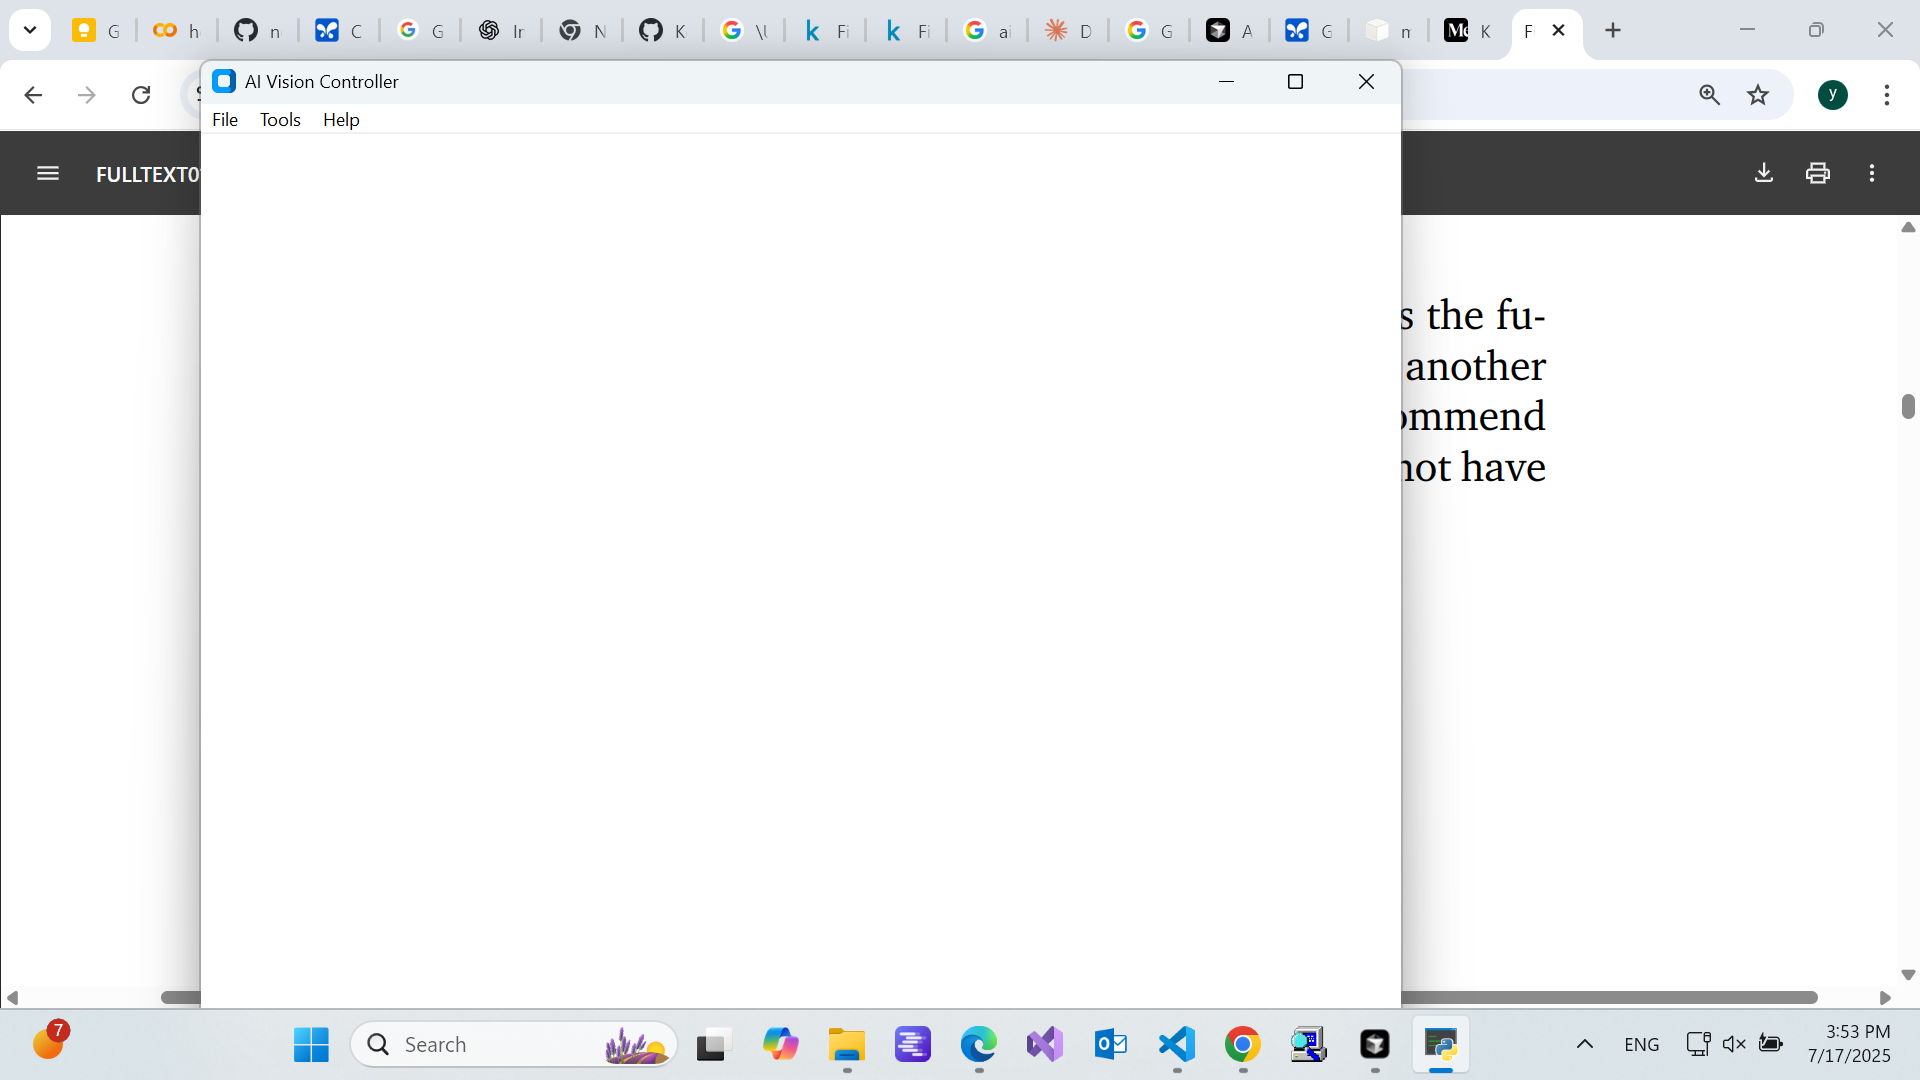 G
h
n
C
G
In
N
K
G
\U
Fi
Fi
ai
D
G
A
G
n
K
F
AI Vision Controller
y
File Tools Help
FULLTEXT0
s the fu-
another
ommend
not have
7
Search
ENG
3:53 PM
7/17/2025